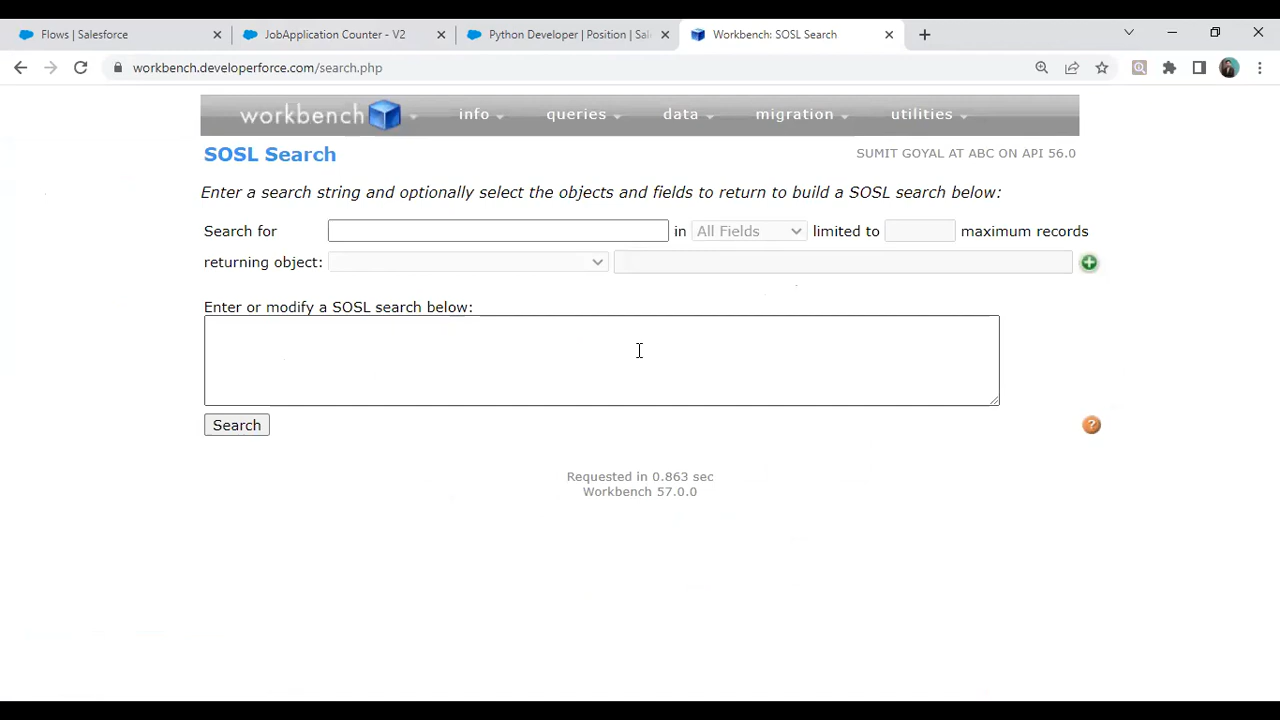 Flows | Salesforce
JobApplication Counter - V2
Python Developer | Position | Sal
Workbench: SOSL Search
workbench.developerforce.com/search.php
workbench
info
queries
data
migration
utilities
SOSL Search
SUMIT GOYAL AT ABC ON API 56.0
Enter a search string and optionally select the objects and fields to return to build a SOSL search below:
Search for in All Fields limited to maximum records
returning object:
Enter or modify a SOSL search below:
Search
?
Requested in 0.863 sec
Workbench 57.0.0